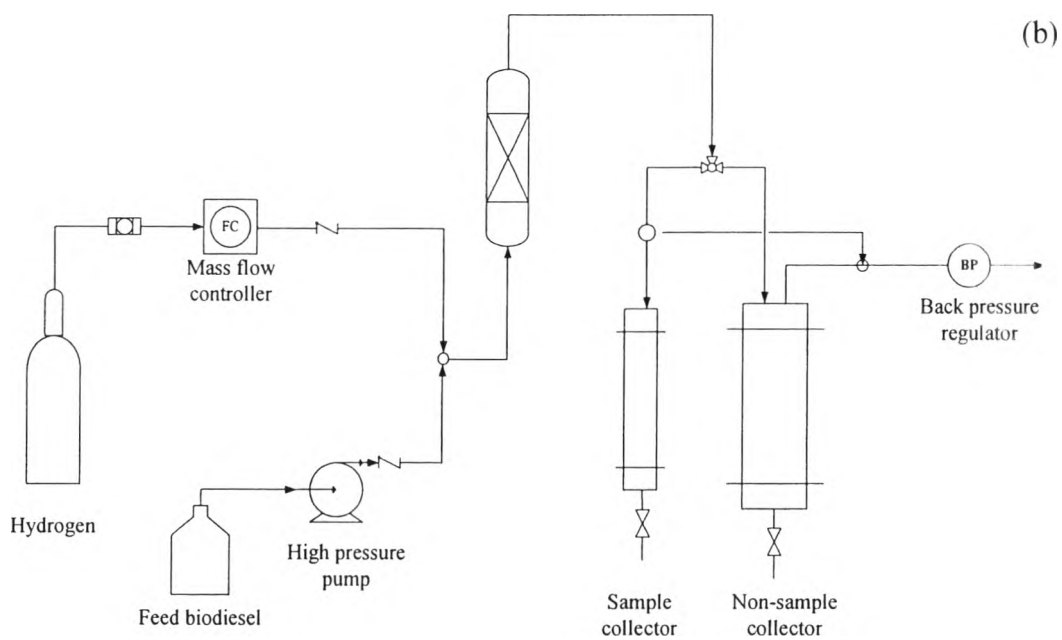 (b)
FC
Mass flow
controller
BP
Back pressure
regulator
Hydrogen
High pressure
pump
Feed biodiesel
Sample
collector
Non-sample
collector